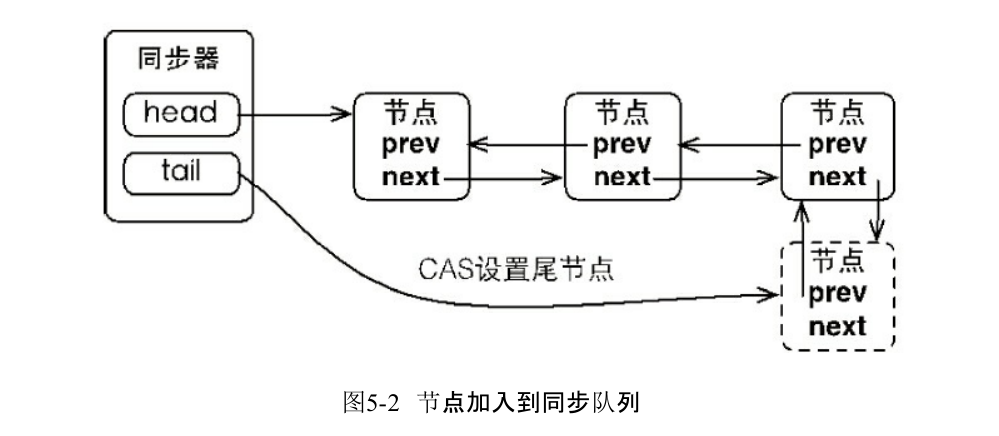 同步器
head
tail
节点
prev
next
节点
prev
next
节点
prev
next
CAS设置尾节点
节点
prev
next
图5-2 节点加入到同步队列